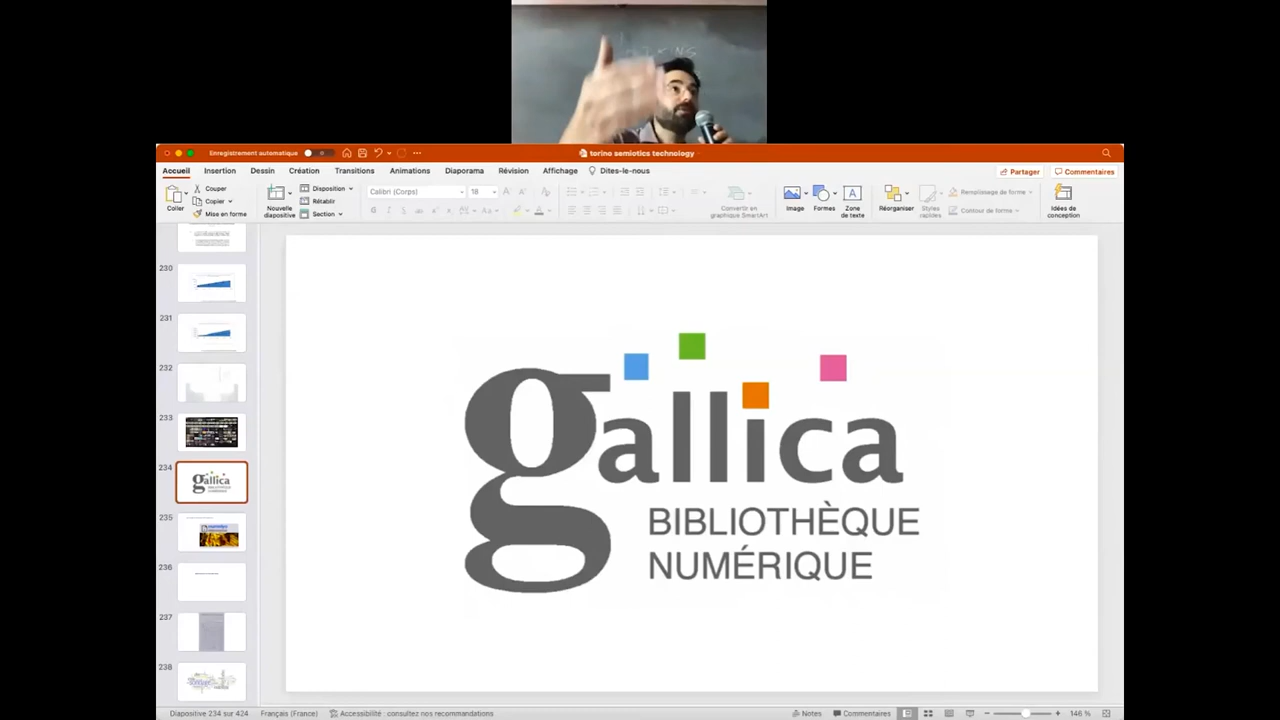 Enregistrement automatique
torino semiotics technology
Accueil Insertion Dessin Création Transitions Animations Diaporama Révision Affichage Dites-le-nous
Partager Commentaires
Coller
Couper
Copier
Mise en forme
Nouvelle
diapositive
Disposition
Rétablir
Section
Calibri (Corps) 18
Convertir en
graphique SmartArt
Image
Formes
Zone
de texte
Réorganiser
Styles
rapides
Remplissage de forme
Contour de forme
Idées de
conception
230
231
232
233
234
gallica
BIBLIOTHÈQUE
NUMÉRIQUE
235
236
237
238
gallica
BIBLIOTHÈQUE
NUMÉRIQUE
Diapositive 234 sur 424 Français (France) Accessibilité : consultez nos recommandations Notes Commentaires 146 %